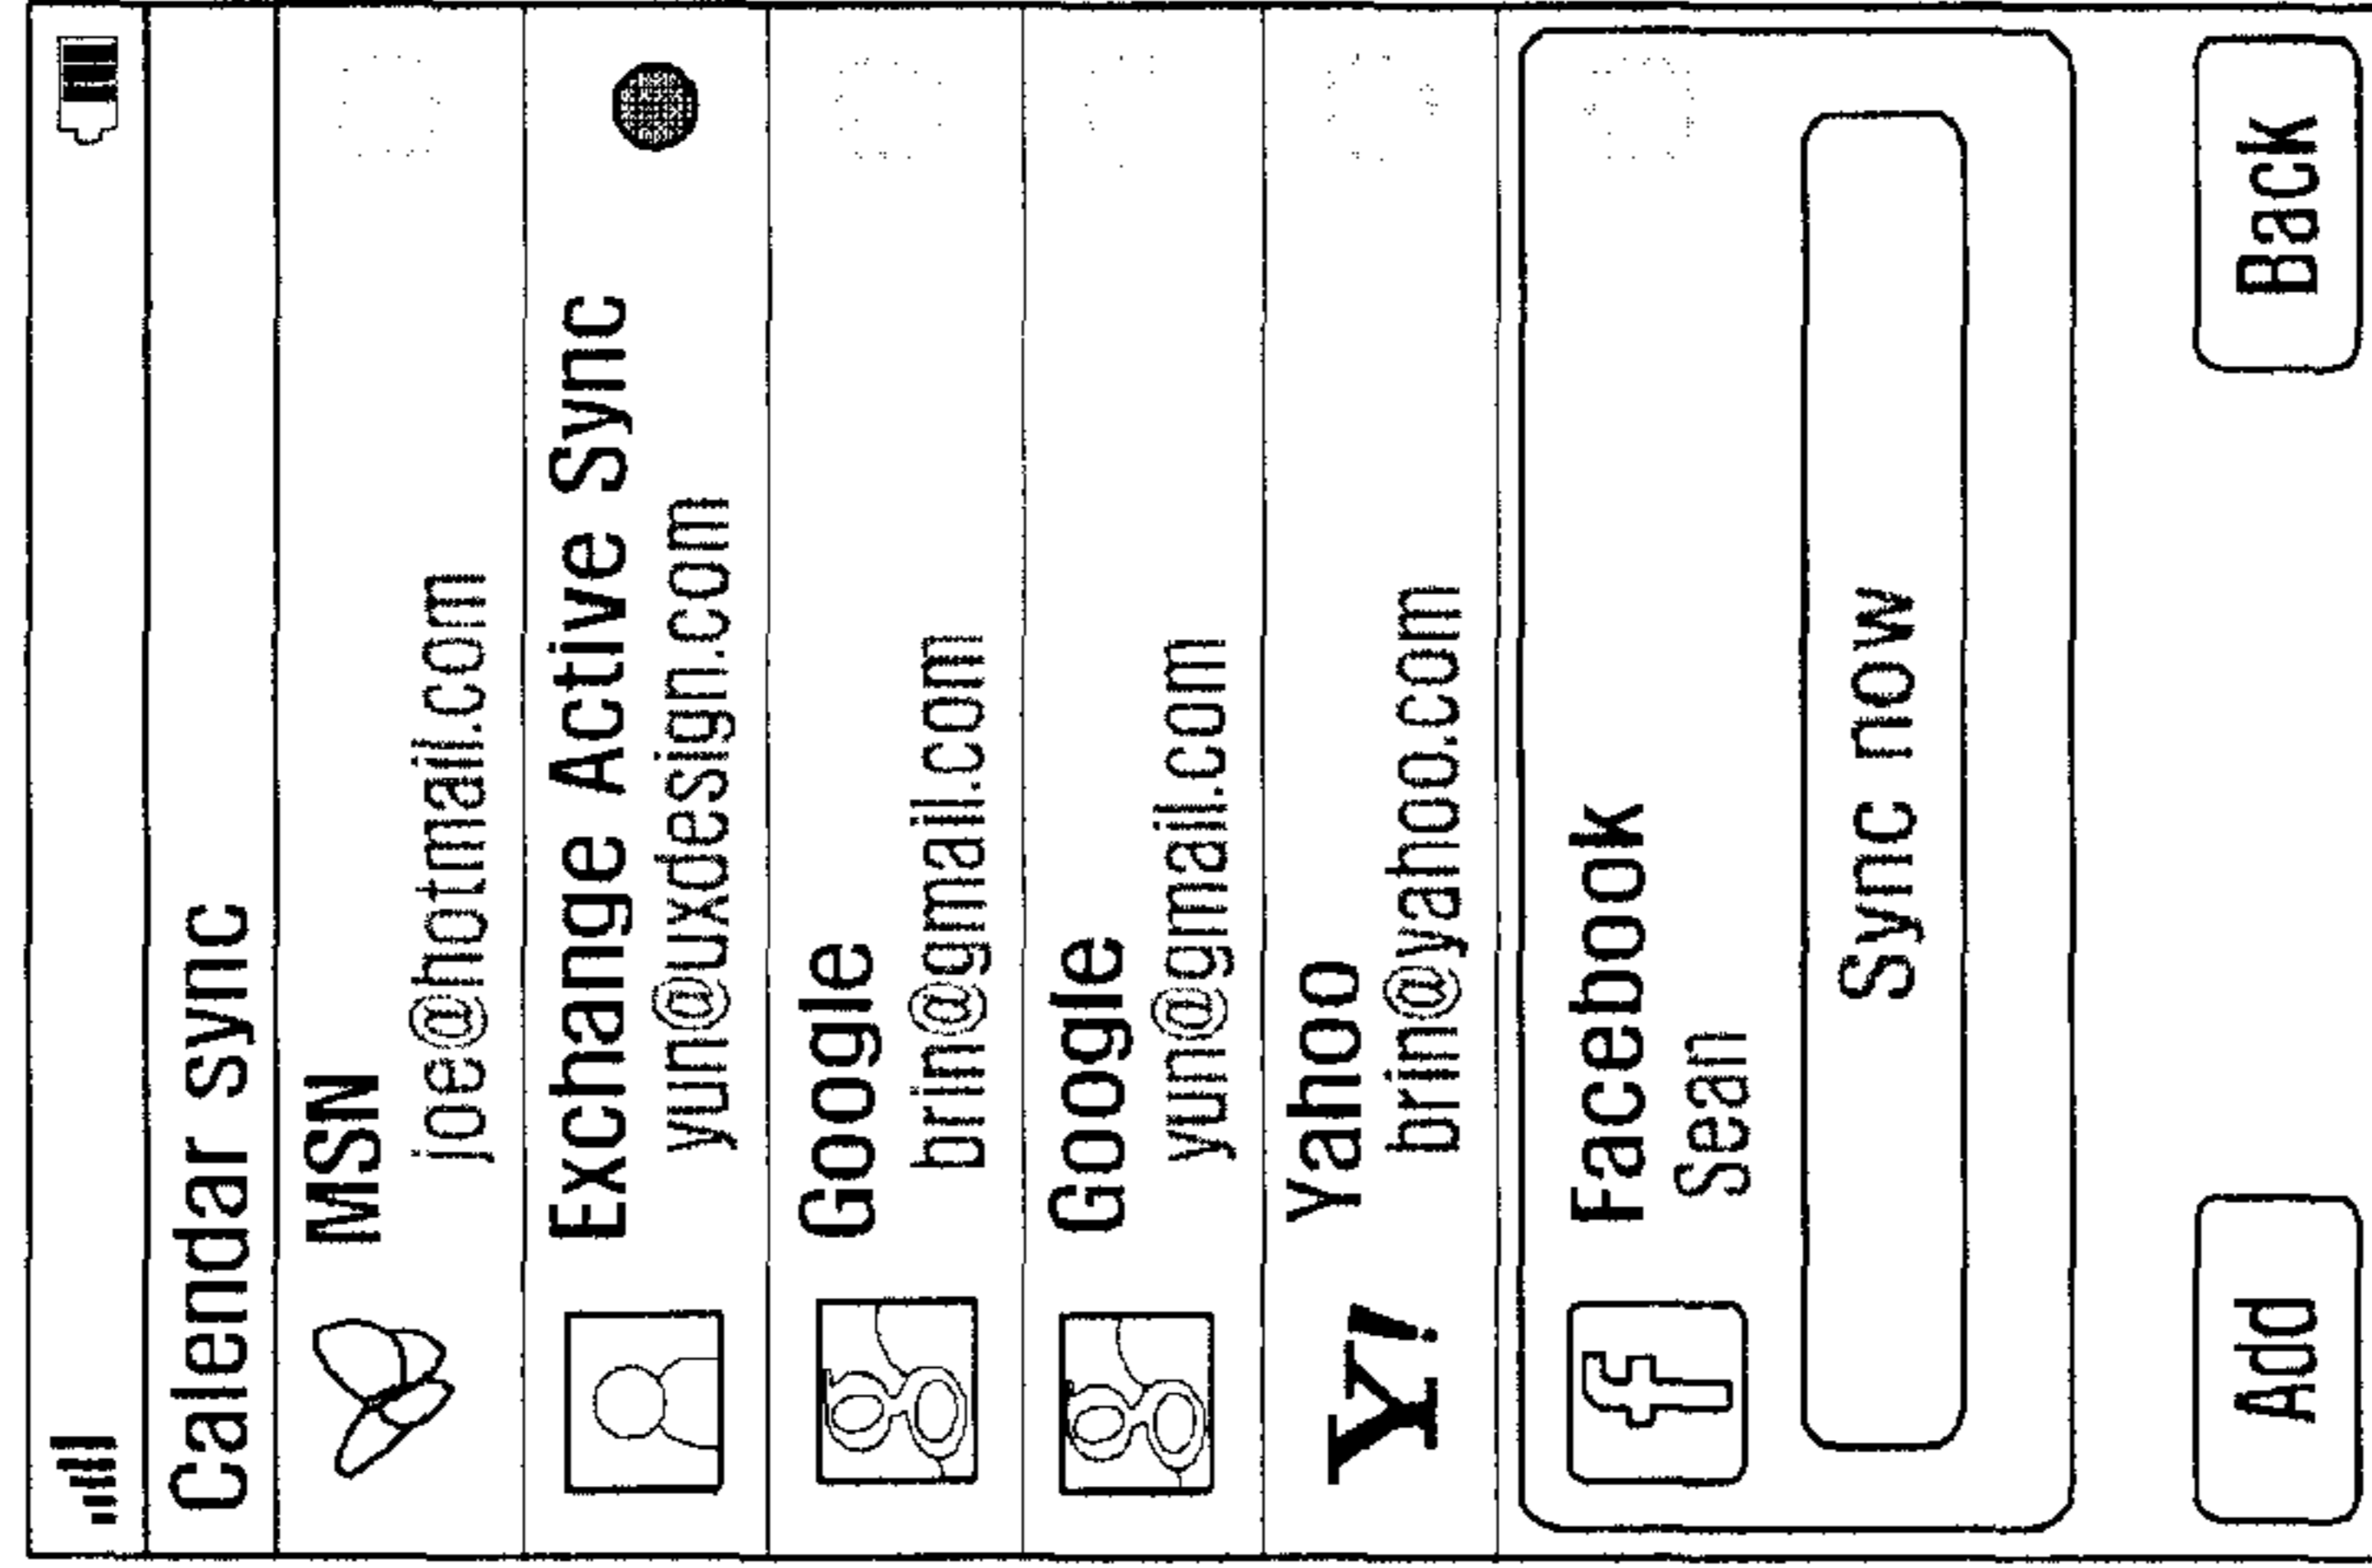 Calendar sync
MSN
joe@hotmail.com
Exchange Active Sync
yun@uxdesign.com
Google
brin@gmail.com
Google
yun@gmail.com
Y! Yahoo
brin@yahoo.com
f Facebook
Sean
Sync now
Add Back